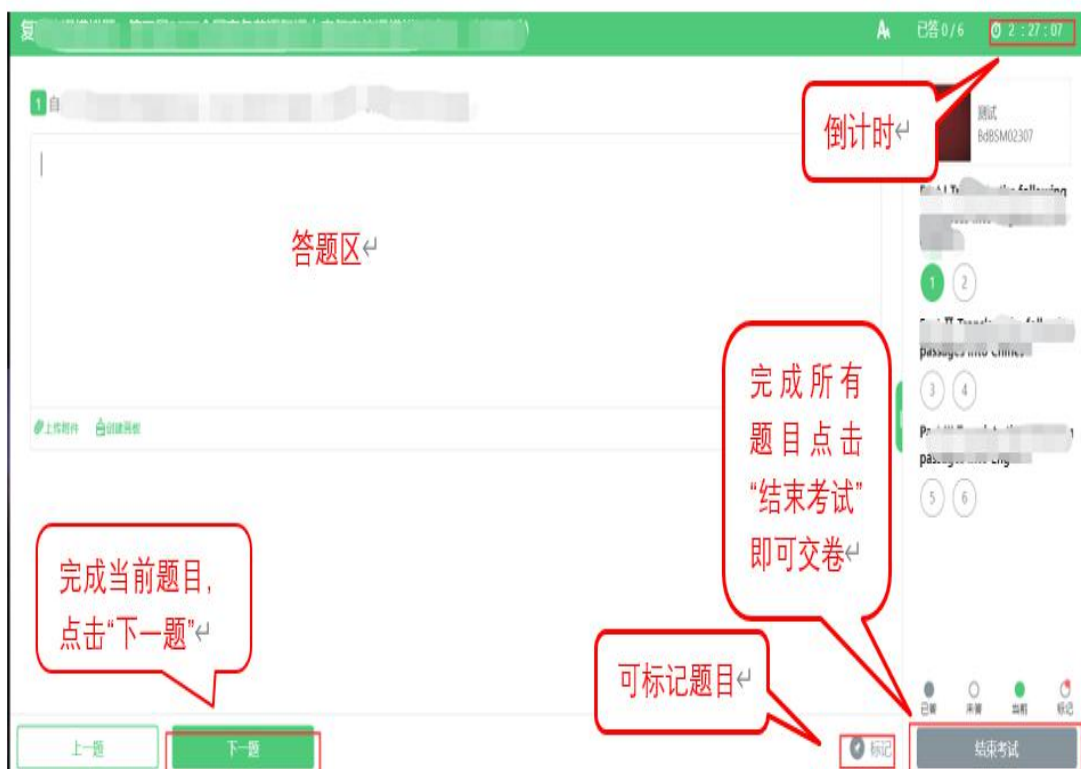 已答 0 / 6
2 : 27 : 07
1
倒计时↵
测试
BdBSM02307
答题区↵
1 2
passages into Chines
3 4
5 6
上传附件 创建画板
完成所有
题目点击
“结束考试”
即可交卷↵
完成当前题目,
点击“下一题”↵
可标记题目↵
已答 未答 当前 标记
上一题 下一题 标记 结束考试